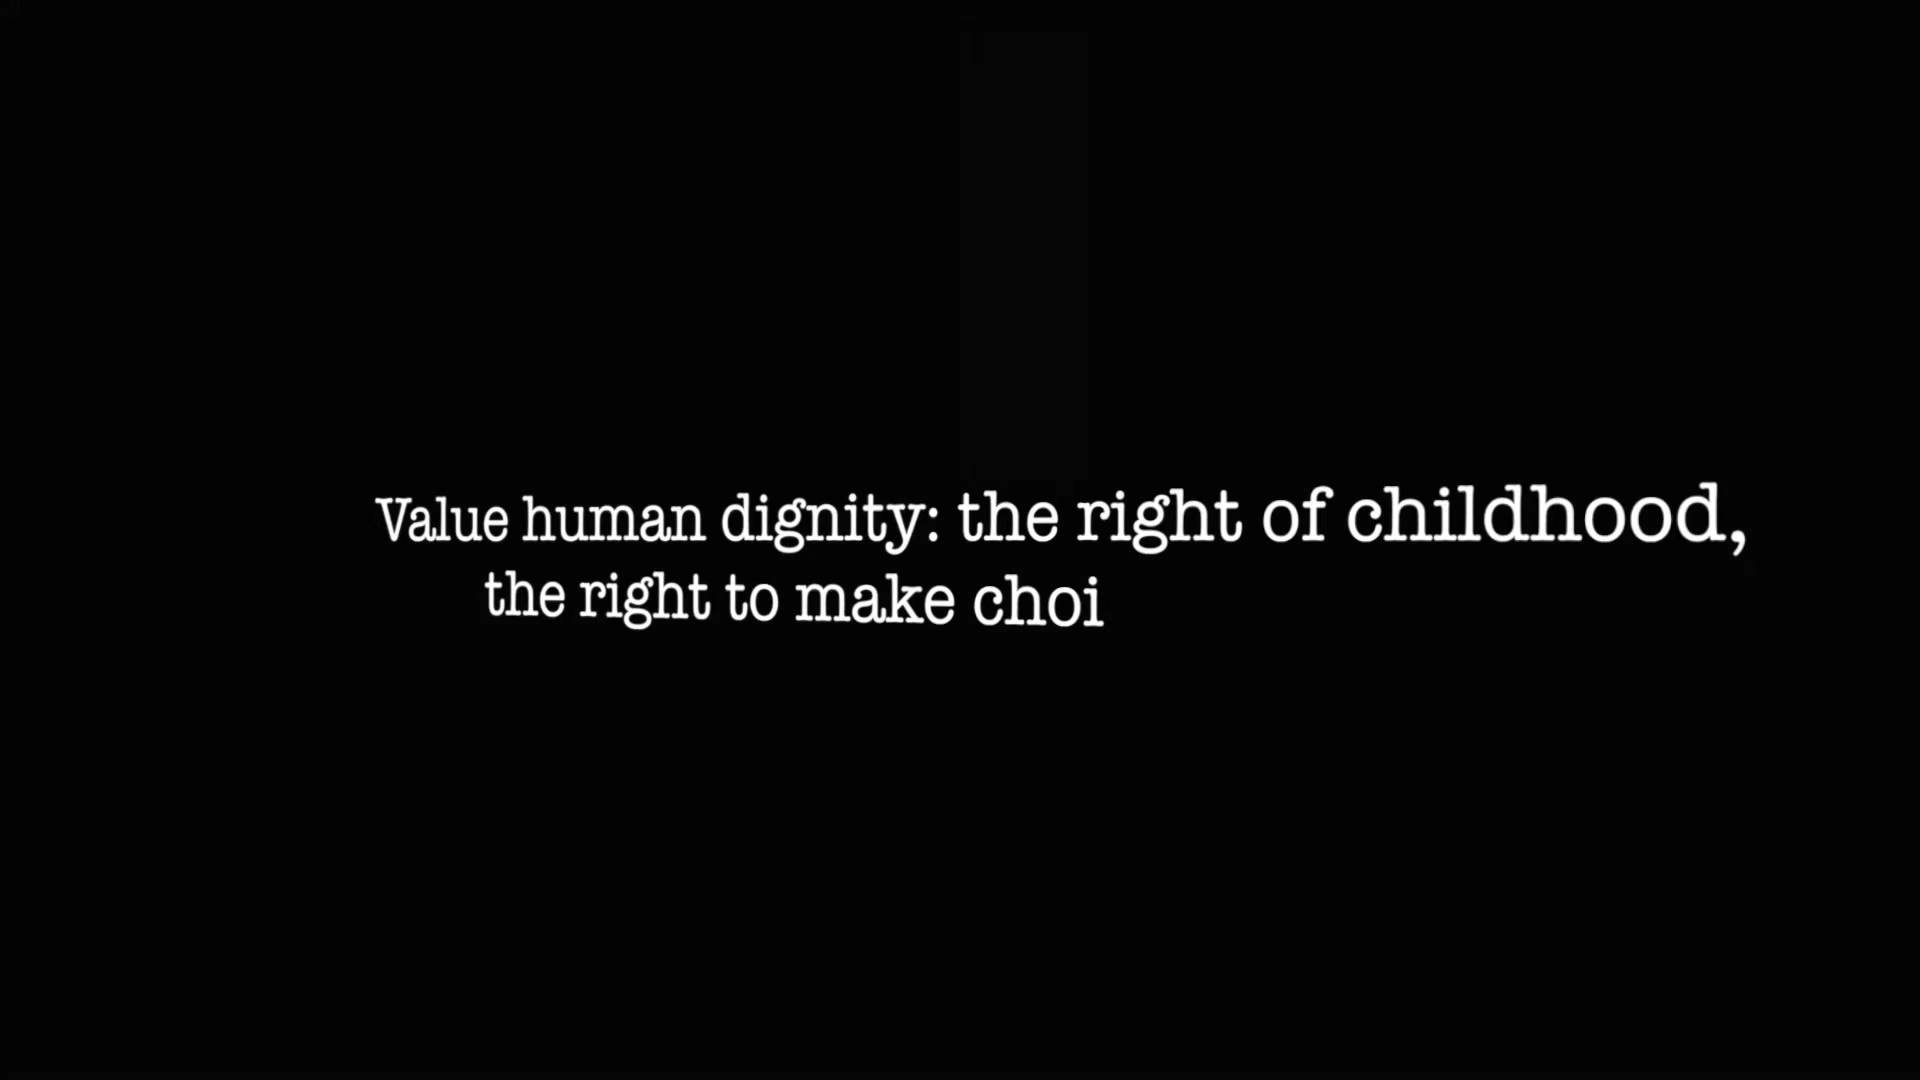 Value human dignity: the right of childhood,
the right to make choi